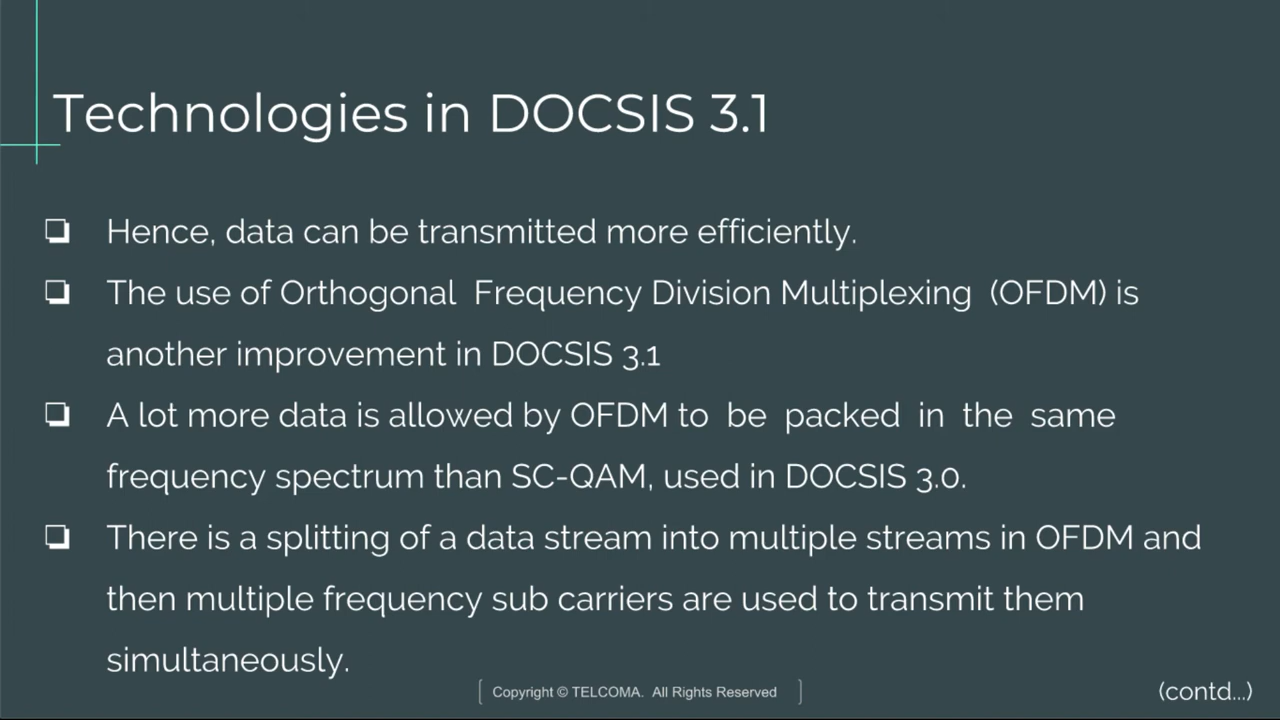 Technologies in DOCSIS 3.1
Hence, data can be transmitted more efficiently.
The use of Orthogonal Frequency Division Multiplexing (OFDM) is
another improvement in DOCSIS 3.1
A lot more data is allowed by OFDM to be packed in the same
frequency spectrum than SC-QAM, used in DOCSIS 3.0.
There is a splitting of a data stream into multiple streams in OFDM and
then multiple frequency sub carriers are used to transmit them
simultaneously.
Copyright © TELCOMA. All Rights Reserved
(contd...)